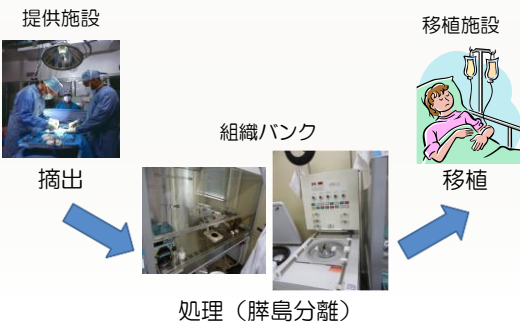 提供施設
移植施設
組織バンク
摘出
移植
処理（膵島分離）